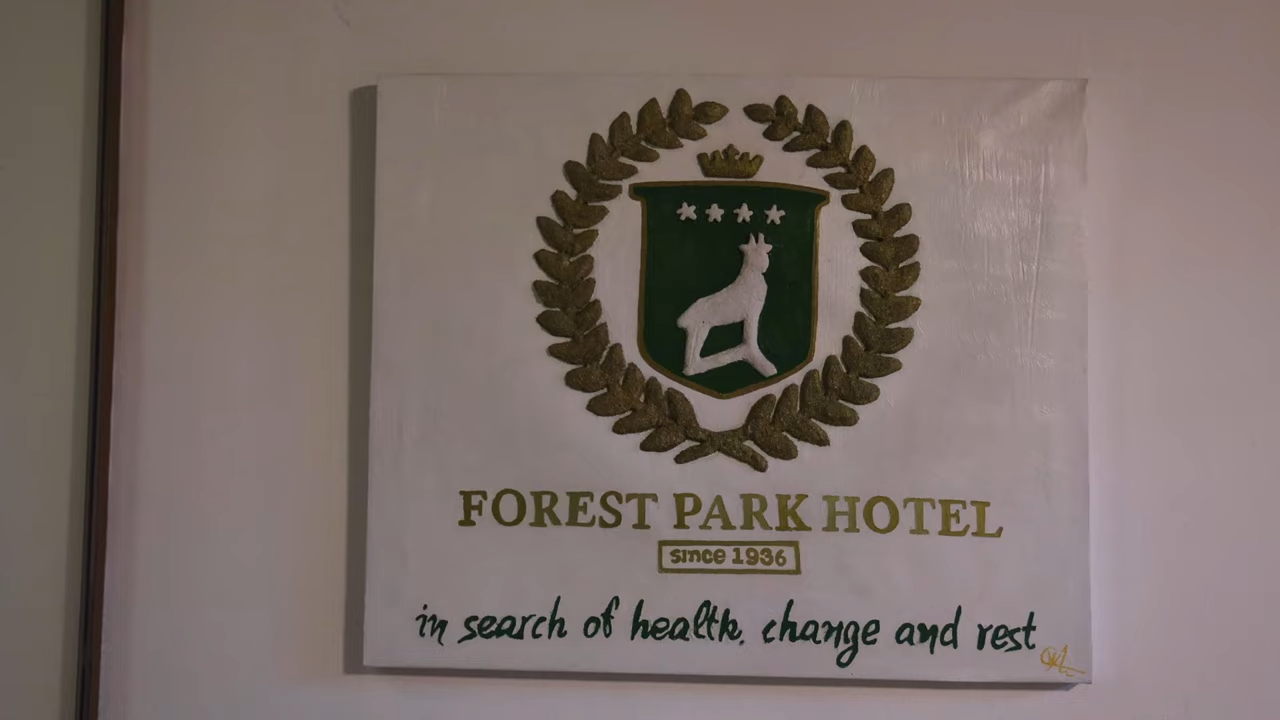 FOREST PARK HOTEL
since 1936
in search of health, change and rest